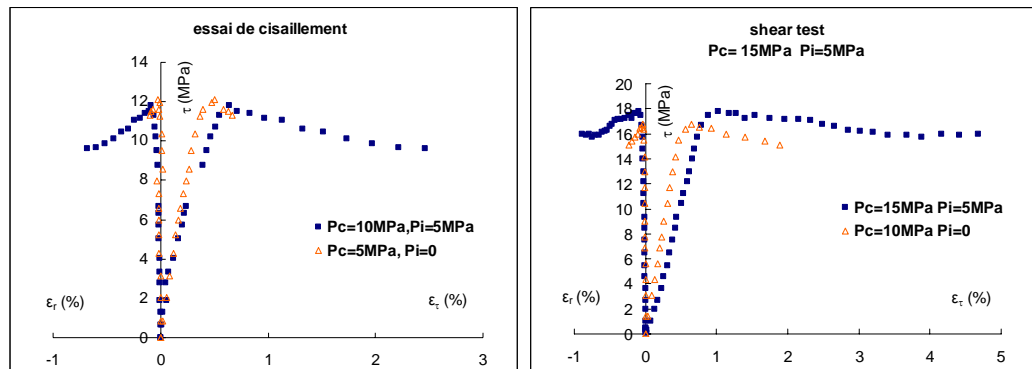 essai de cisaillement
14
12
10
8
6
4
2
0
τ (MPa)
Pc=10MPa,Pi=5MPa
Pc=5MPa, Pi=0
εr (%)
ετ (%)
-1 0 1 2 3
shear test
Pc= 15MPa Pi=5MPa
20
18
16
14
12
10
8
6
4
2
0
τ (MPa)
Pc=15MPa Pi=5MPa
Pc=10MPa Pi=0
εr (%)
ετ (%)
-1 0 1 2 3 4 5